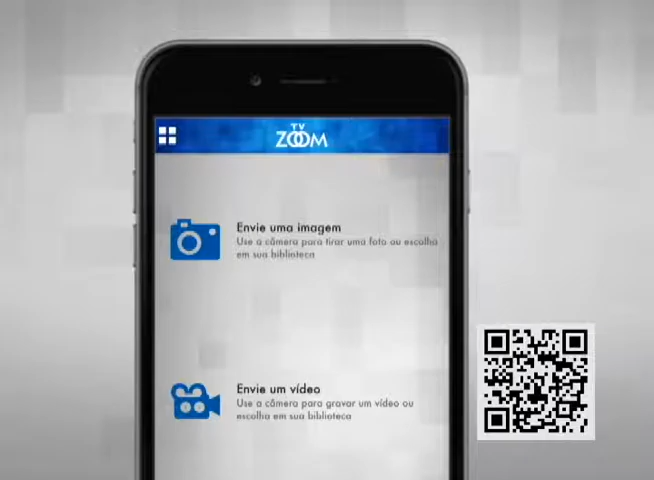 TV
ZOOM
Envie uma imagem
Use a câmera para tirar uma foto ou escolha
em sua biblioteca
Envie um vídeo
Use a câmera para gravar um vídeo ou
escolha em sua biblioteca